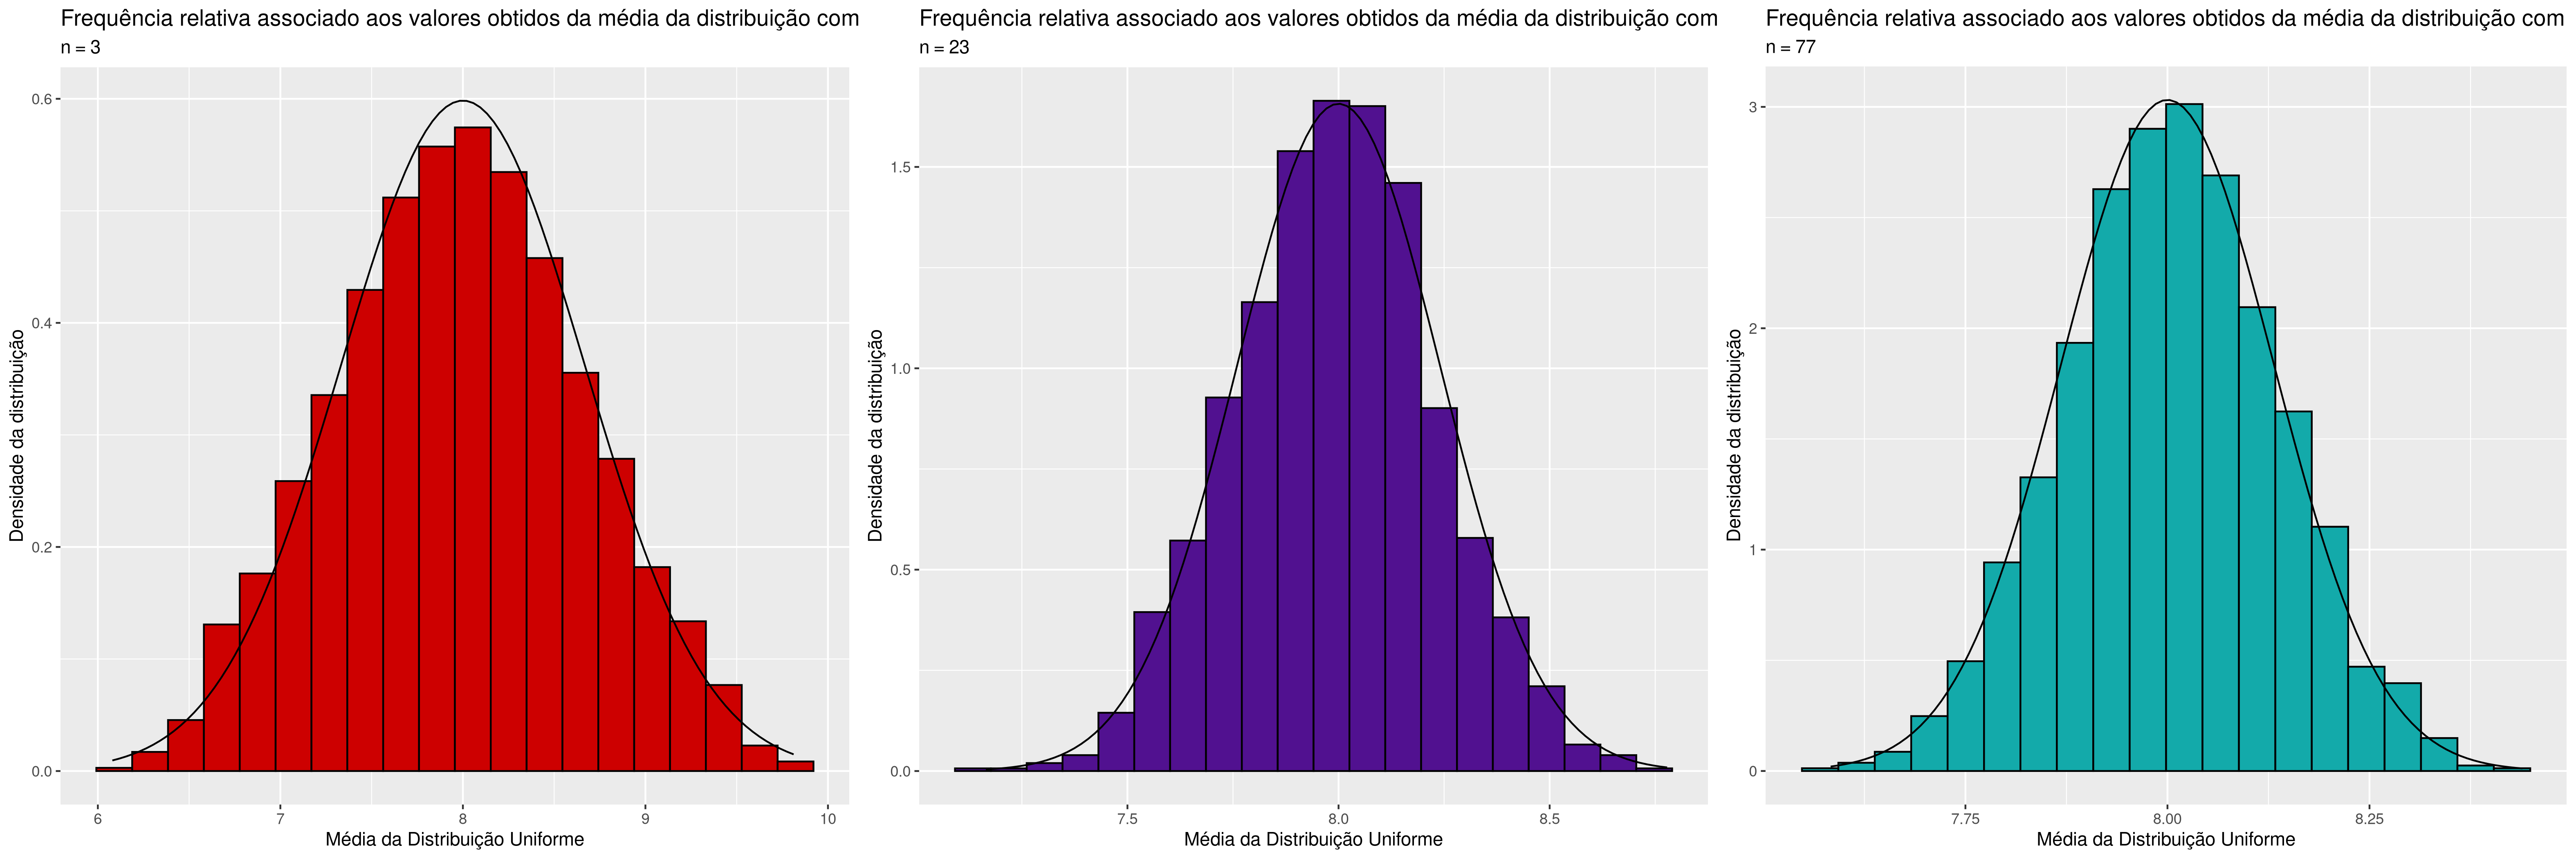 Frequência relativa associado aos valores obtidos da média da distribuição com
n = 3
0.6
0.4
0.2
0.0
Densidade da distribuição
6 7 8 9 10
Média da Distribuição Uniforme
Frequência relativa associado aos valores obtidos da média da distribuição com
n = 23
1.5
1.0
0.5
0.0
Densidade da distribuição
7.5 8.0 8.5
Média da Distribuição Uniforme
Frequência relativa associado aos valores obtidos da média da distribuição com
n = 77
3
2
1
0
Densidade da distribuição
7.75 8.00 8.25
Média da Distribuição Uniforme